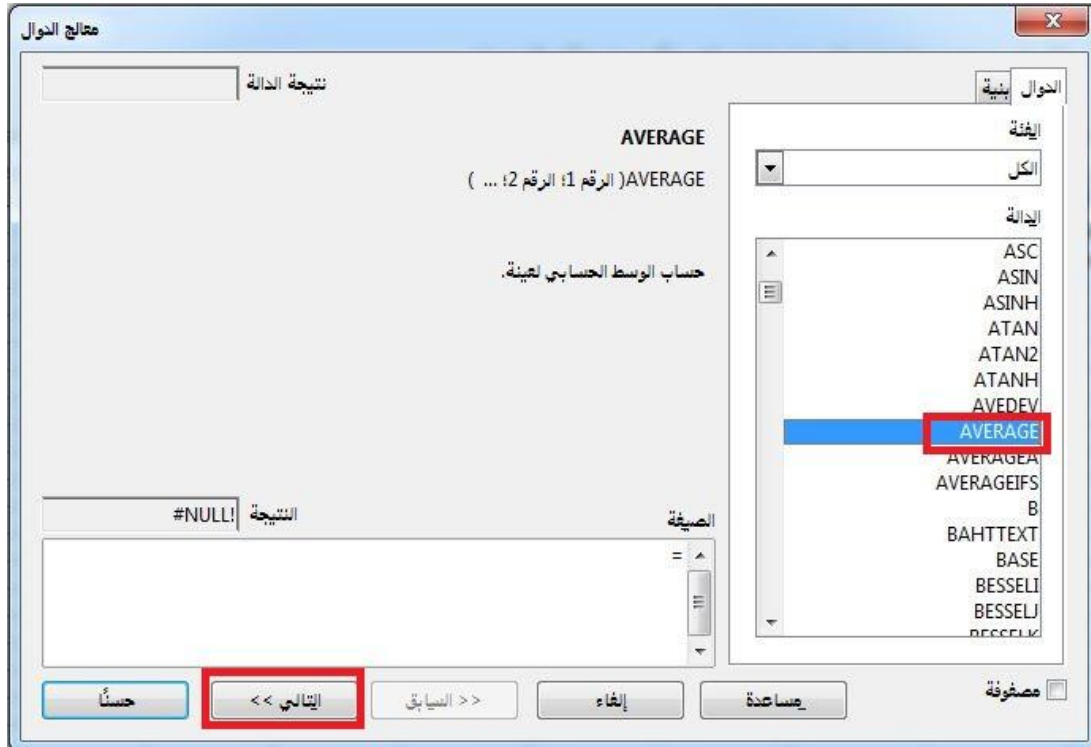 معالج الدوال
الدوال بنية
نتيجة الدالة
الفئة
الكل
الدالة
ASC
ASIN
ASINH
ATAN
ATAN2
ATANH
AVEDEV
AVERAGE
AVERAGEA
AVERAGEIFS
B
BAHTTEXT
BASE
BESSELI
BESSELJ
BESSELK
AVERAGE
AVERAGE( الرقم 1؛ الرقم 2؛ ... )
حساب الوسط الحسابي لعينة.
الصيغة
النتيجة #NULL!
=
مصفوفة
مساعدة
إلغاء
<< السابق
التالي >>
حسنًا